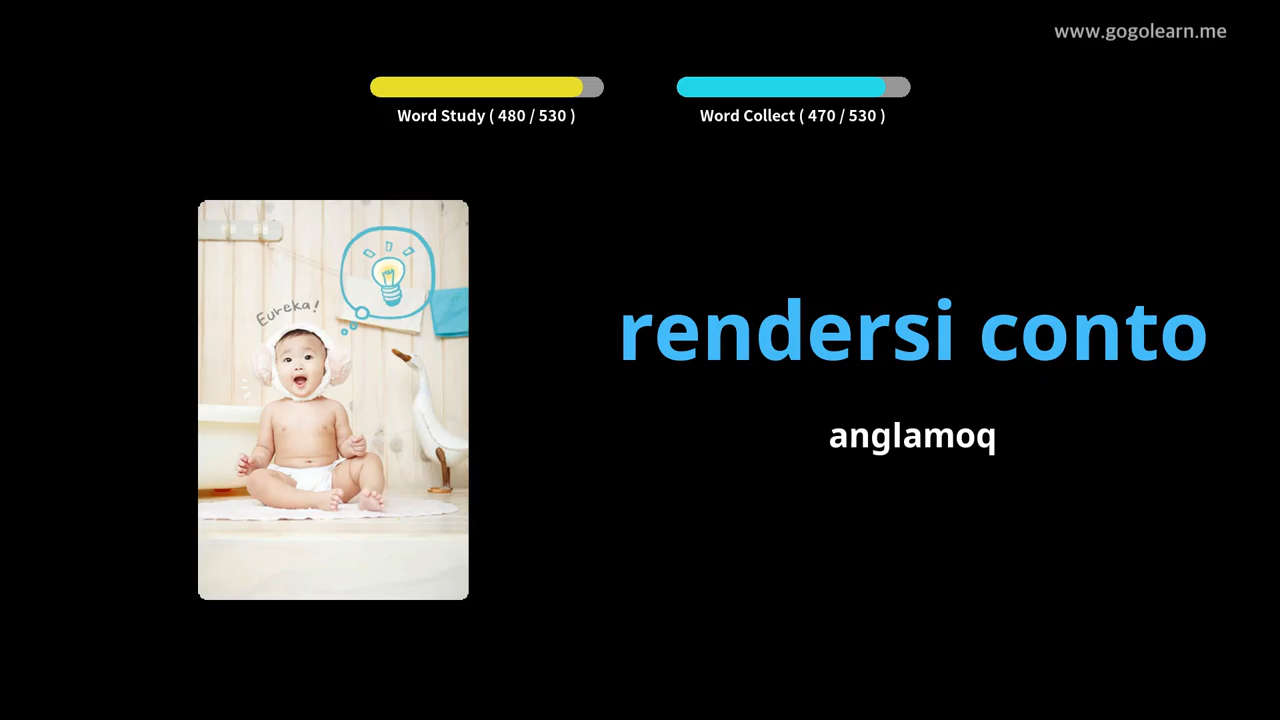 www.gogolearn.me
Word Study ( 480 / 530 )
Word Collect ( 470 / 530 )
Eureka!
rendersi conto
anglamoq